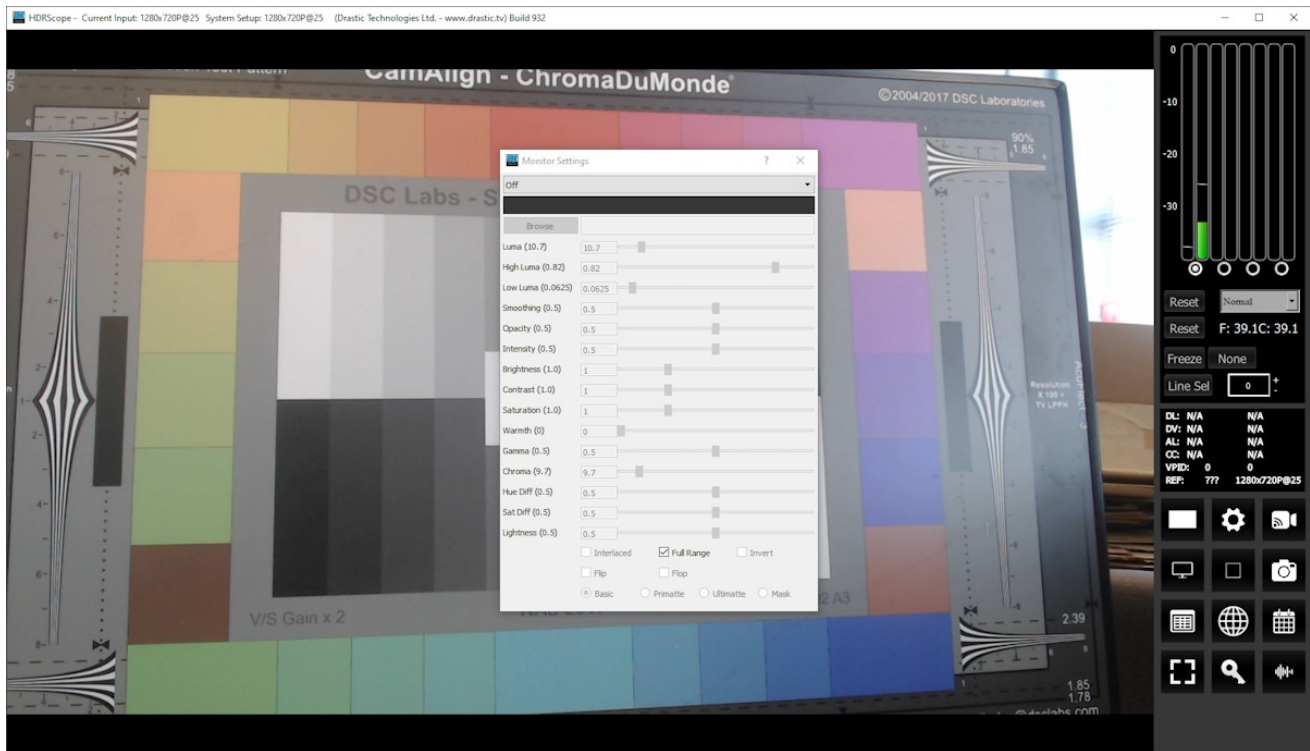 HDRScope - Current Input: 1280x720P@25 System Setup: 1280x720P@25 (Drastic Technologies Ltd. - www.drastic.tv) Build 932
CamAlign - ChromaDuMonde
©2004/2017 DSC Laboratories
90%
1.85
DSC Labs - S
Resolution
X 100 =
TV LPPH
V/S Gain x 2
2.39
1.85
1.78
Monitor Settings
? ×
Off
Browse
Luma (10.7) 10.7
High Luma (0.82) 0.82
Low Luma (0.0625) 0.0625
Smoothing (0.5) 0.5
Opacity (0.5) 0.5
Intensity (0.5) 0.5
Brightness (1.0) 1
Contrast (1.0) 1
Saturation (1.0) 1
Warmth (0) 0
Gamma (0.5) 0.5
Chroma (9.7) 9.7
Hue Diff (0.5) 0.5
Sat Diff (0.5) 0.5
Lightness (0.5) 0.5
Interlaced Full Range Invert
Flip Flop
Basic Primatte Ultimatte Mask
0
-10
-20
-30
Reset Normal
Reset F: 39.1C: 39.1
Freeze None
Line Sel 0 + -
DL: N/A N/A
DV: N/A N/A
AL: N/A N/A
CC: N/A N/A
VPID: 0 0
REF: ??? 1280x720P@25